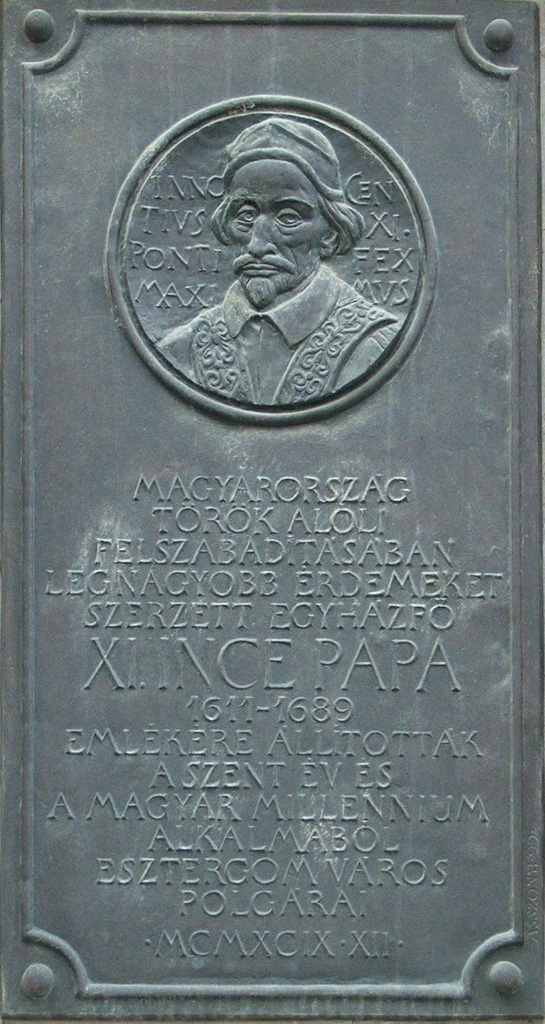 INNO CEN
TIVS XI.
PONTI FEX
MAXI MVS
MAGYARORSZÁG
TÖRÖK ALÓLI
FELSZABADÍTÁSÁBAN
LEGNAGYOBB ÉRDEMEKET
SZERZETT EGYHÁZFŐ
XI. INCE PÁPA
1611-1689
EMLÉKÉRE ÁLLÍTOTTÁK
A SZENT ÉV ÉS
A MAGYAR MILLENNIUM
ALKALMÁBÓL
ESZTERGOM VÁROS
POLGÁRAI
·MCMXCIX·XII·